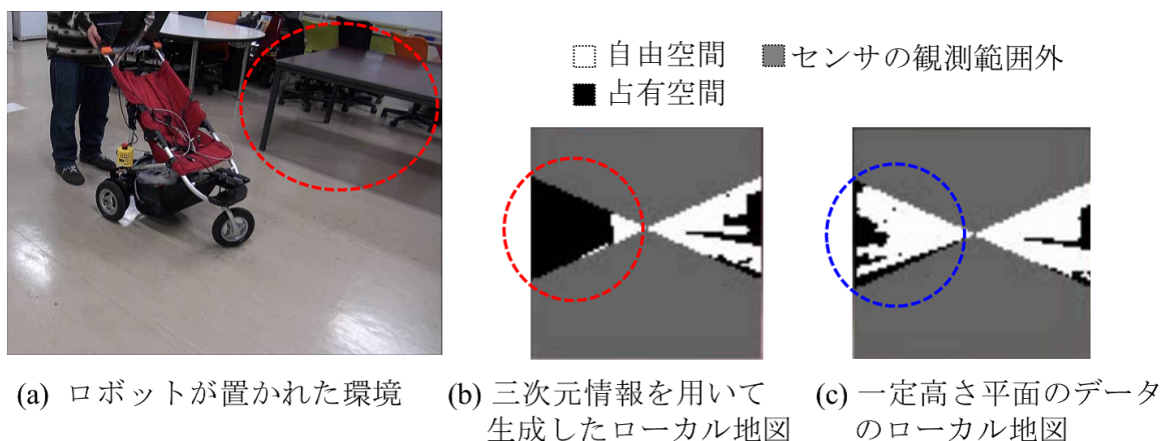 自由空間
センサの観測範囲外
占有空間
(a) ロボットが置かれた環境
(b) 三次元情報を用いて
生成したローカル地図
(c) 一定高さ平面のデータ
のローカル地図